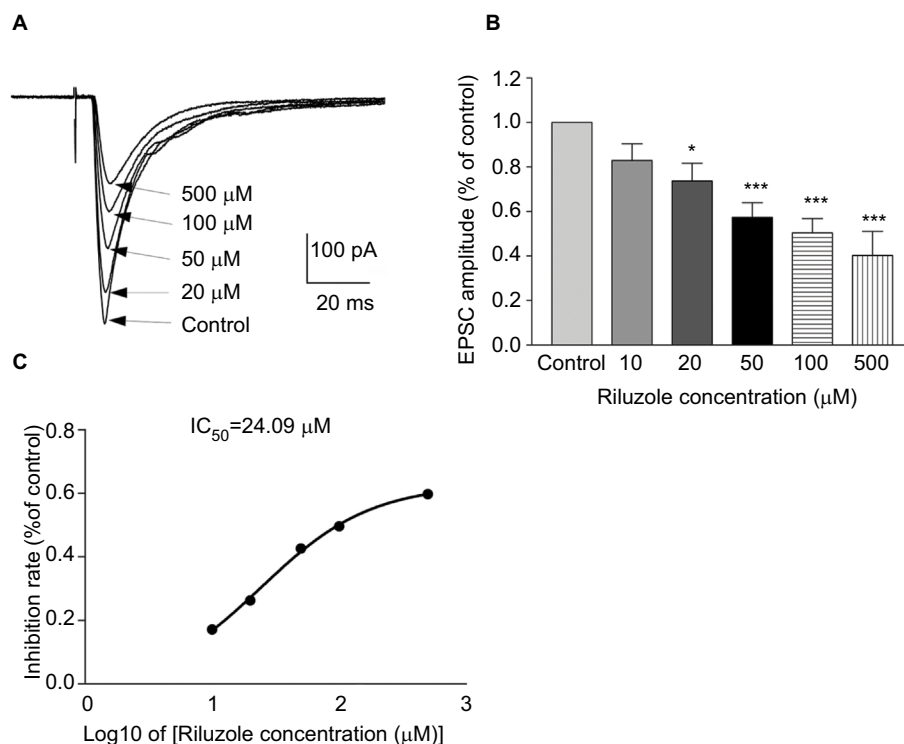 A
500 μM
100 μM
50 μM
20 μM
Control
100 pA
20 ms
B
EPSC amplitude (% of control)
1.2
1.0
0.8
0.6
0.4
0.2
0.0
*
***
***
***
Control 10 20 50 100 500
Riluzole concentration (μM)
C
IC50=24.09 μM
Inhibition rate (%of control)
0.8
0.6
0.4
0.2
0.0
0 1 2 3
Log10 of [Riluzole concentration (μM)]